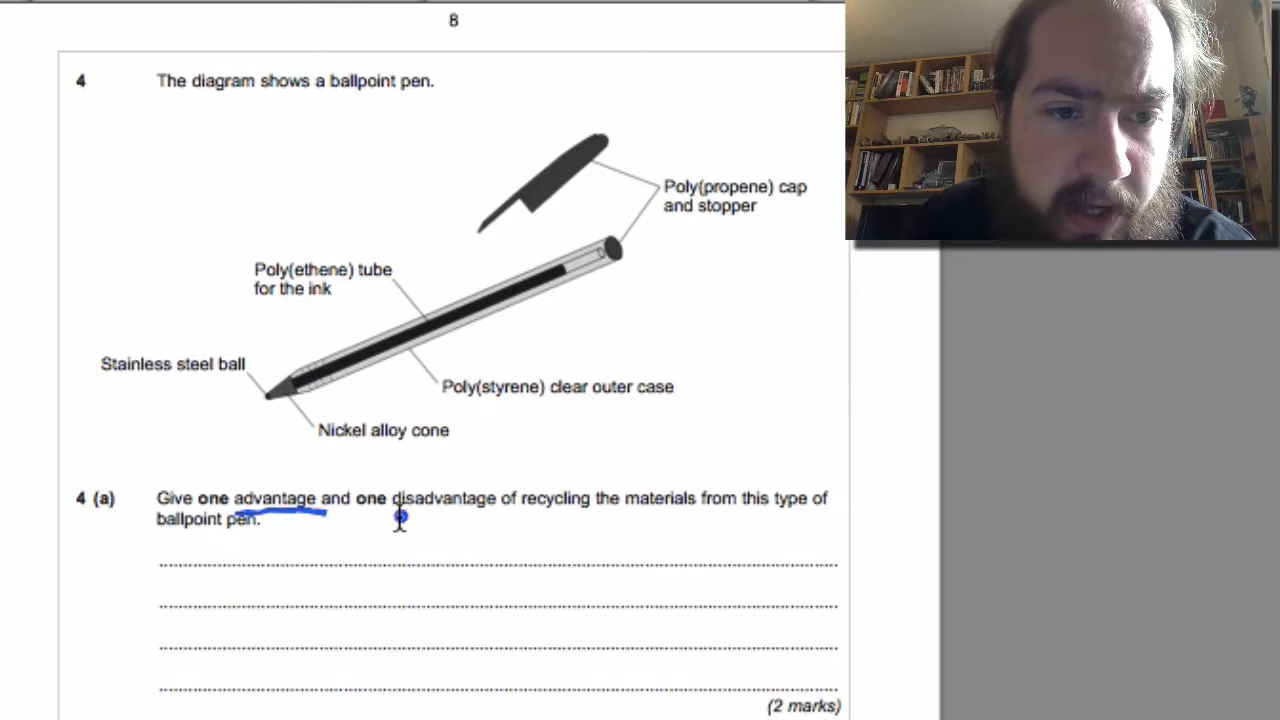 8
4 The diagram shows a ballpoint pen.
Poly(propene) cap
and stopper
Poly(ethene) tube
for the ink
Stainless steel ball
Poly(styrene) clear outer case
Nickel alloy cone
4 (a) Give one advantage and one disadvantage of recycling the materials from this type of
ballpoint pen.
(2 marks)